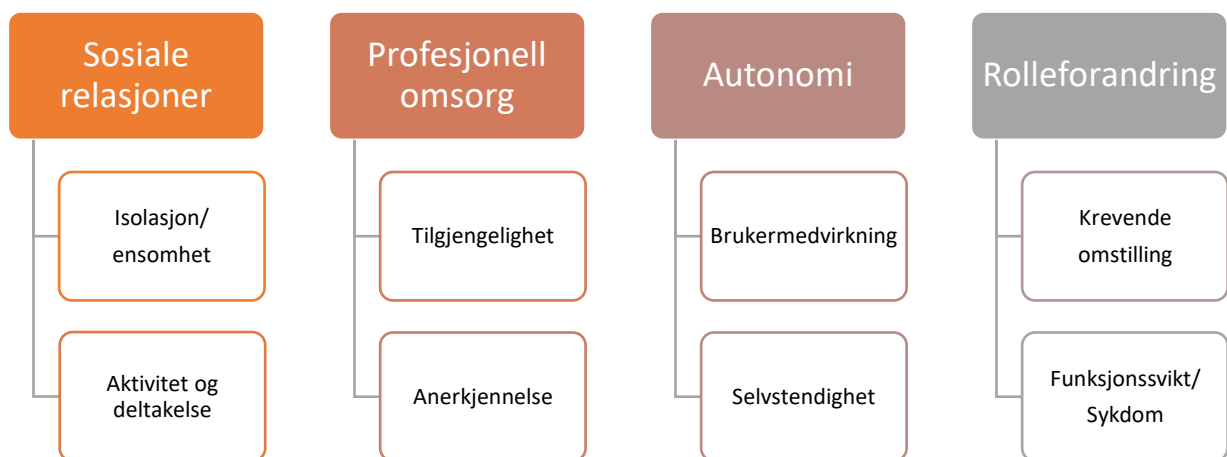 Sosiale
relasjoner
Isolasjon/
ensomhet
Aktivitet og
deltakelse
Profesjonell
omsorg
Tilgjengelighet
Anerkjennelse
Autonomi
Brukermedvirkning
Selvstendighet
Rolleforandring
Krevende
omstilling
Funksjonssvikt/
Sykdom